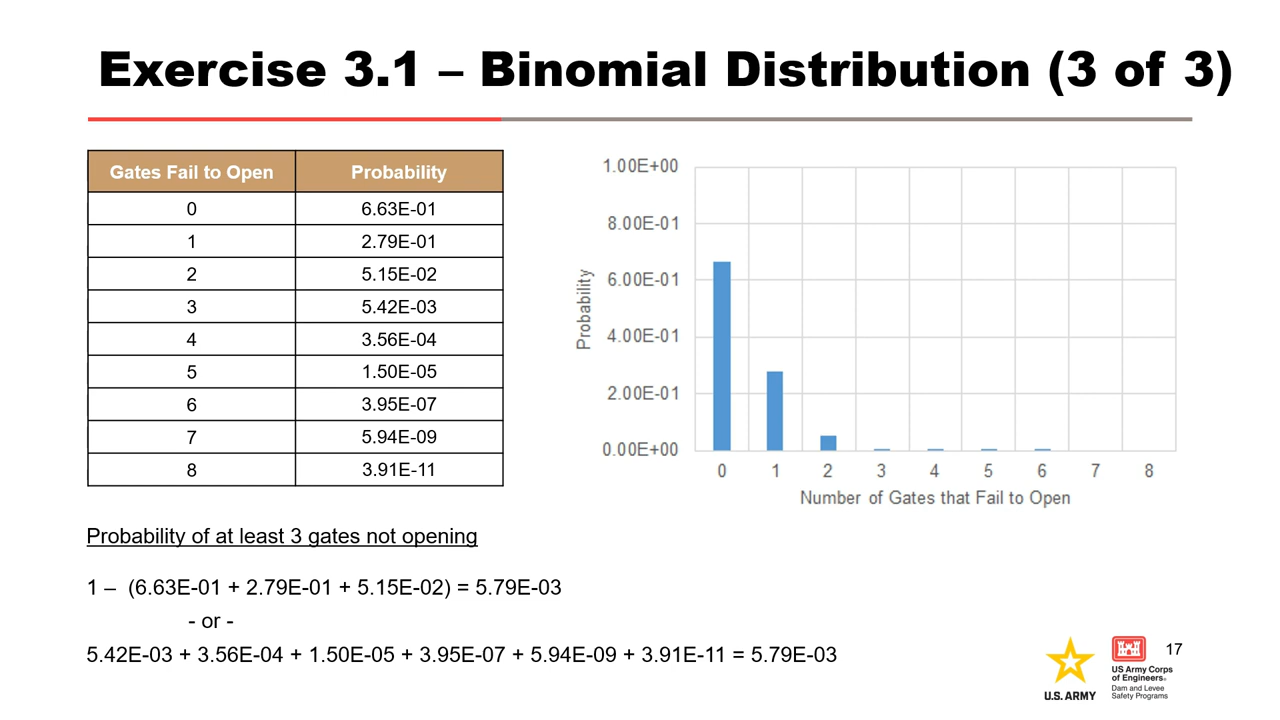 Exercise 3.1 – Binomial Distribution (3 of 3)
Gates Fail to Open Probability
0 6.63E-01
1 2.79E-01
2 5.15E-02
3 5.42E-03
4 3.56E-04
5 1.50E-05
6 3.95E-07
7 5.94E-09
8 3.91E-11
1.00E+00
8.00E-01
6.00E-01
4.00E-01
2.00E-01
0.00E+00
Probability
0 1 2 3 4 5 6 7 8
Number of Gates that Fail to Open
Probability of at least 3 gates not opening
1 – (6.63E-01 + 2.79E-01 + 5.15E-02) = 5.79E-03
- or -
5.42E-03 + 3.56E-04 + 1.50E-05 + 3.95E-07 + 5.94E-09 + 3.91E-11 = 5.79E-03
U.S. ARMY
US Army Corps
of Engineers®
Dam and Levee
Safety Programs
17